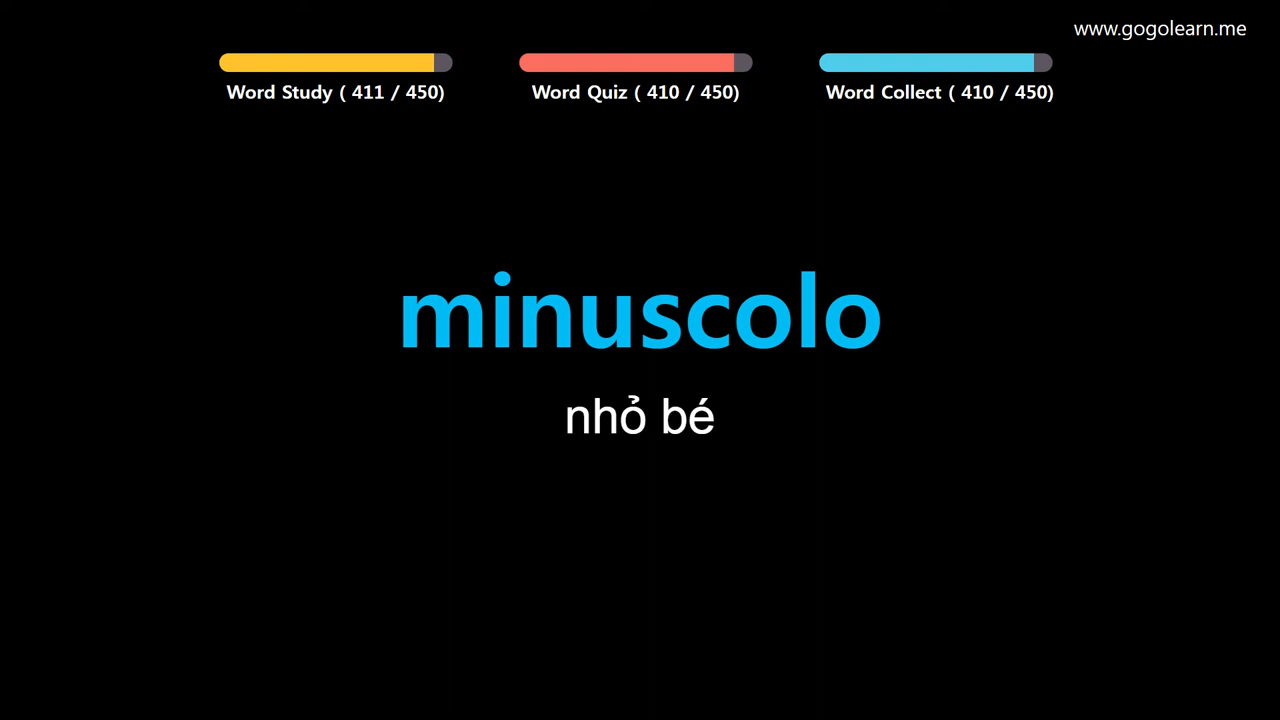 www.gogolearn.me
Word Study ( 411 / 450)
Word Quiz ( 410 / 450)
Word Collect ( 410 / 450)
minuscolo
nhỏ bé